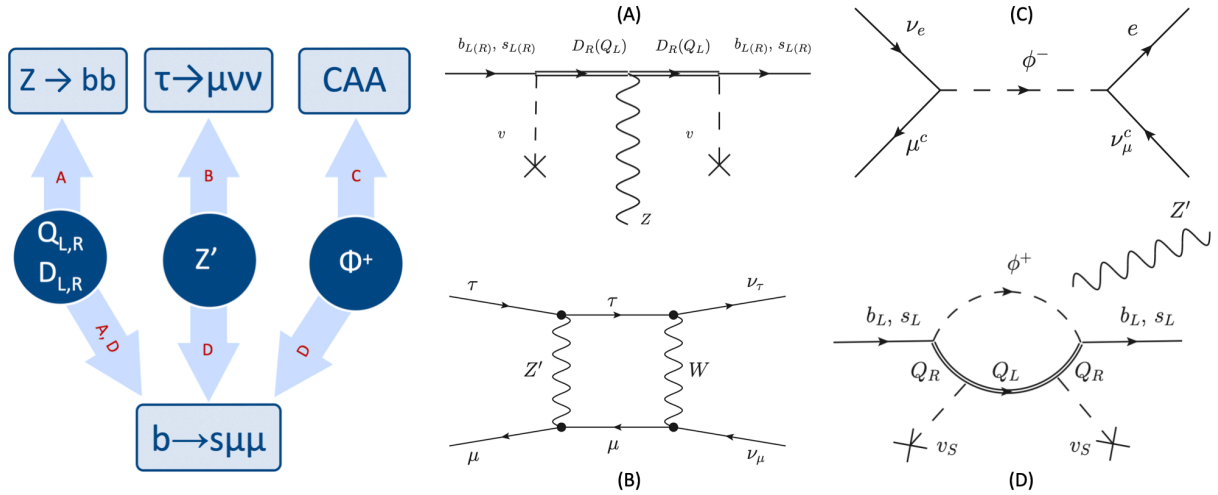 Z → bb
τ→μνν
CAA
A
B
C
Q_{L,R}
D_{L,R}
Z'
Φ⁺
A, D
D
D
b→sμμ
(A)
b_{L(R)}, s_{L(R)}
D_R(Q_L)
D_R(Q_L)
b_{L(R)}, s_{L(R)}
v
v
Z
τ
τ
ν_τ
Z'
W
μ
μ
ν_μ
(B)
(C)
ν_e
e
ϕ⁻
μ^c
ν_μ^c
Z'
ϕ⁺
b_L, s_L
b_L, s_L
Q_R
Q_L
Q_R
v_S
v_S
(D)